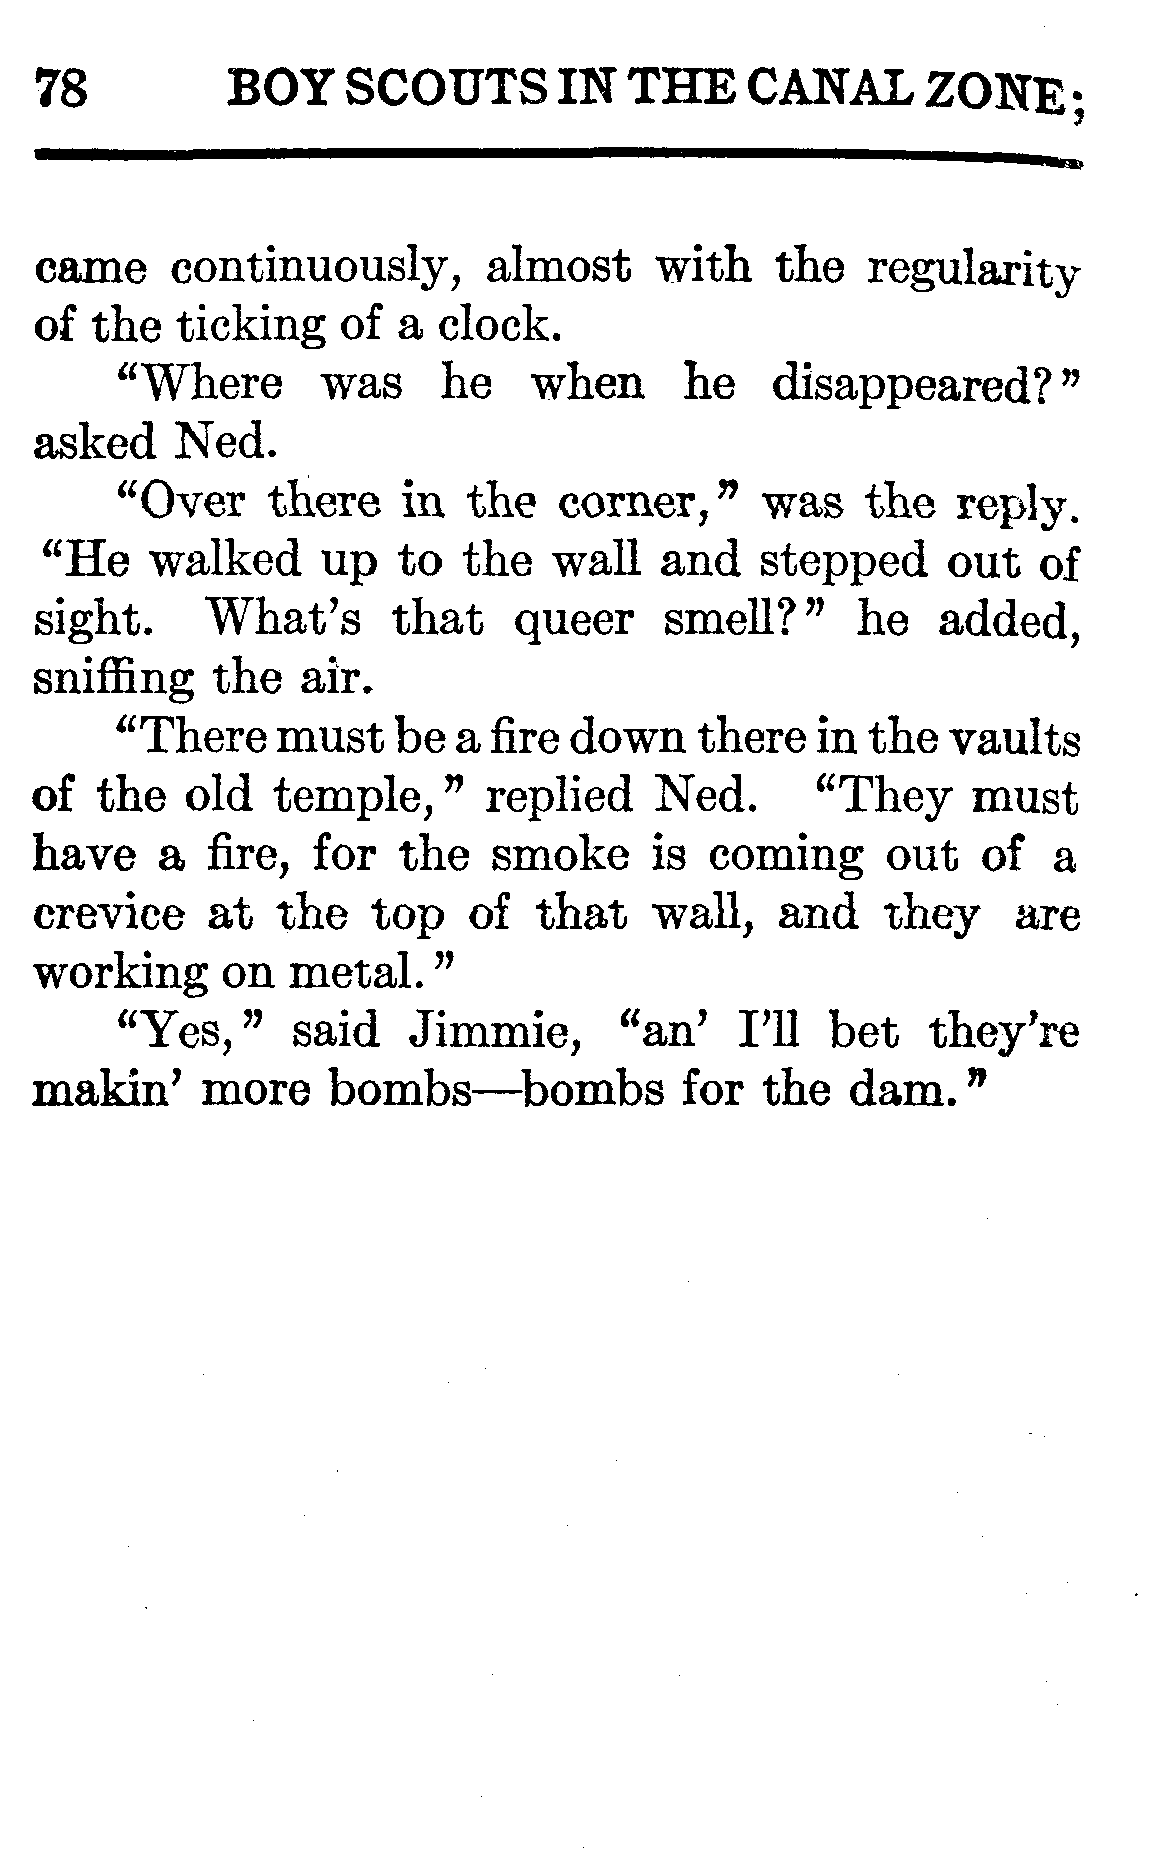 78 BOY SCOUTS IN THE CANAL ZONE;
came continuously, almost with the regularity
of the ticking of a clock.
“Where was he when he disappeared?”
asked Ned.
“Over there in the corner,” was the reply.
“He walked up to the wall and stepped out of
sight. What's that queer smell?” he added,
sniffing the air.
“There must be a fire down there in the vaults
of the old temple,” replied Ned. “They must
have a fire, for the smoke is coming out of a
crevice at the top of that wall, and they are
working on metal.”
“Yes,” said Jimmie, “an’ I’ll bet they’re
makin’ more bombs—bombs for the dam.”